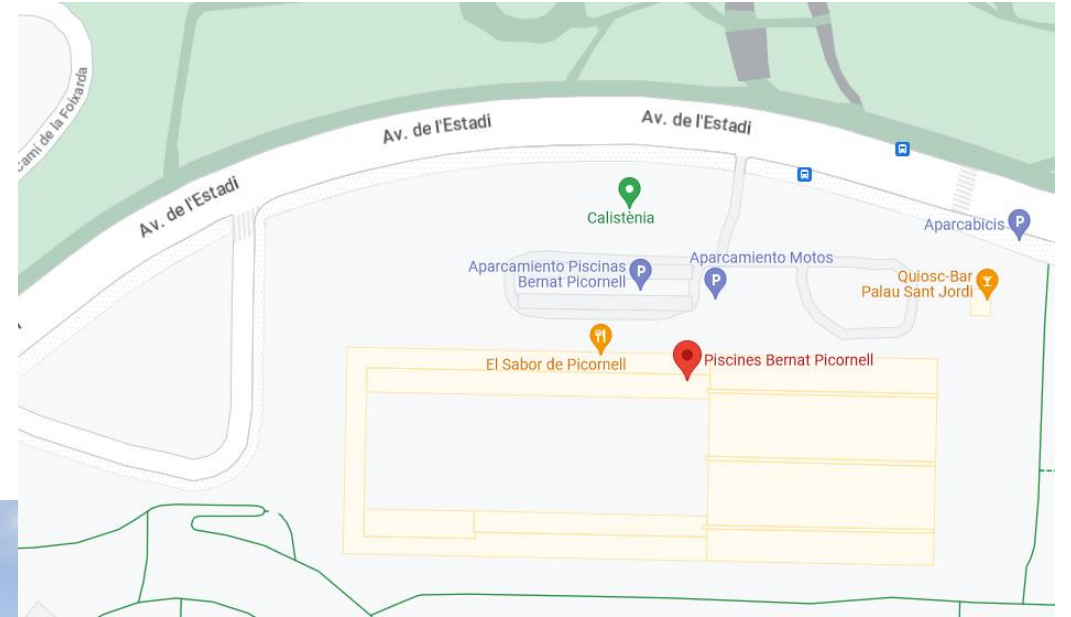 Camí de la Foixarda
Av. de l'Estadi
Av. de l'Estadi
Av. de l'Estadi
Calistènia
Aparcabicis P
Aparcamiento Piscinas
Bernat Picornell P
Aparcamiento Motos
P
Quiosc-Bar
Palau Sant Jordi
El Sabor de Picornell
Piscines Bernat Picornell